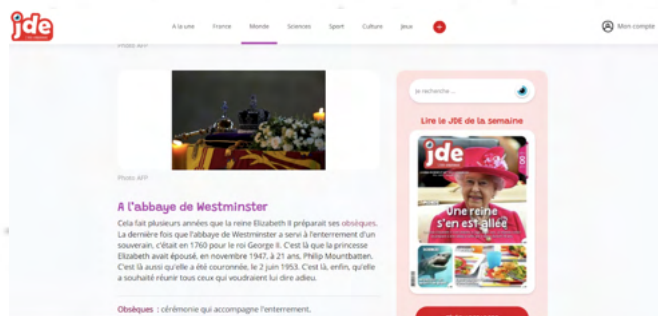 jde
A la une France Monde Sciences Sport Culture Jeux
Mon compte
Photo AFP
Je recherche ...
Lire le JDE de la semaine
Photo AFP
jde
Une reine
s'en est allée
A l'abbaye de Westminster
Cela fait plusieurs années que la reine Elizabeth II préparait ses obsèques.
La dernière fois que l'abbaye de Westminster a servi à l'enterrement d'un
souverain, c'était en 1760 pour le roi George II. C'est là que la princesse
Elizabeth avait épousé, en novembre 1947, à 21 ans, Philip Mountbatten.
C'est là aussi qu'elle a été couronnée, le 2 juin 1953. C'est là, enfin, qu'elle
a souhaité réunir tous ceux qui voudraient lui dire adieu.
Obsèques : cérémonie qui accompagne l'enterrement.